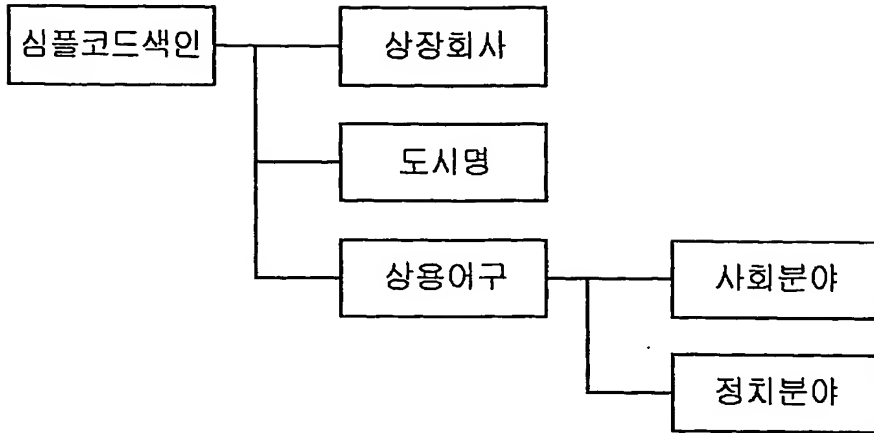 심플코드색인
상장회사
도시명
상용어구
사회분야
정치분야